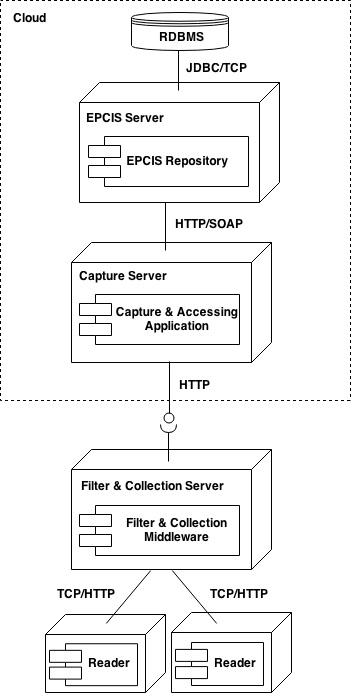 Cloud
RDBMS
JDBC/TCP
EPCIS Server
EPCIS Repository
HTTP/SOAP
Capture Server
Capture & Accessing
Application
HTTP
Filter & Collection Server
Filter & Collection
Middleware
TCP/HTTP
TCP/HTTP
Reader
Reader